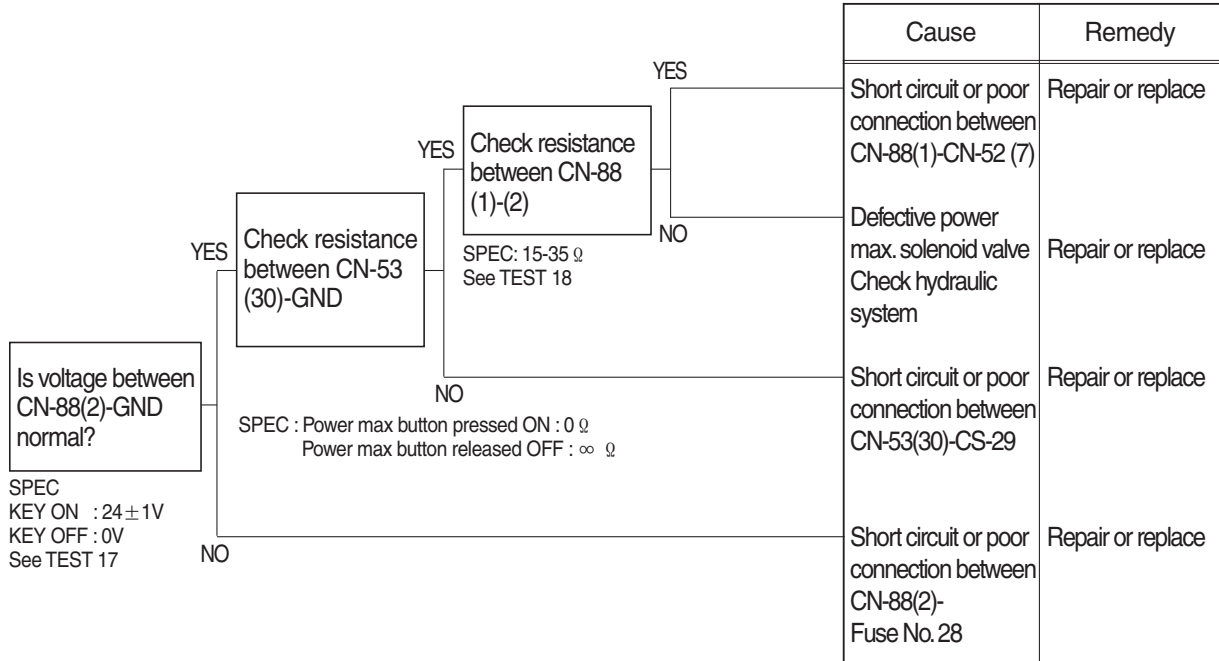 Cause
Remedy
YES
Short circuit or poor
connection between
CN-88(1)-CN-52 (7)
Repair or replace
YES
Check resistance
between CN-88
(1)-(2)
NO
SPEC: 15-35 Ω
See TEST 18
Defective power
max. solenoid valve
Check hydraulic
system
Repair or replace
YES
Check resistance
between CN-53
(30)-GND
NO
SPEC : Power max button pressed ON : 0 Ω
Power max button released OFF : ∞ Ω
Short circuit or poor
connection between
CN-53(30)-CS-29
Repair or replace
Is voltage between
CN-88(2)-GND
normal?
SPEC
KEY ON : 24±1V
KEY OFF : 0V
See TEST 17
NO
Short circuit or poor
connection between
CN-88(2)-
Fuse No. 28
Repair or replace